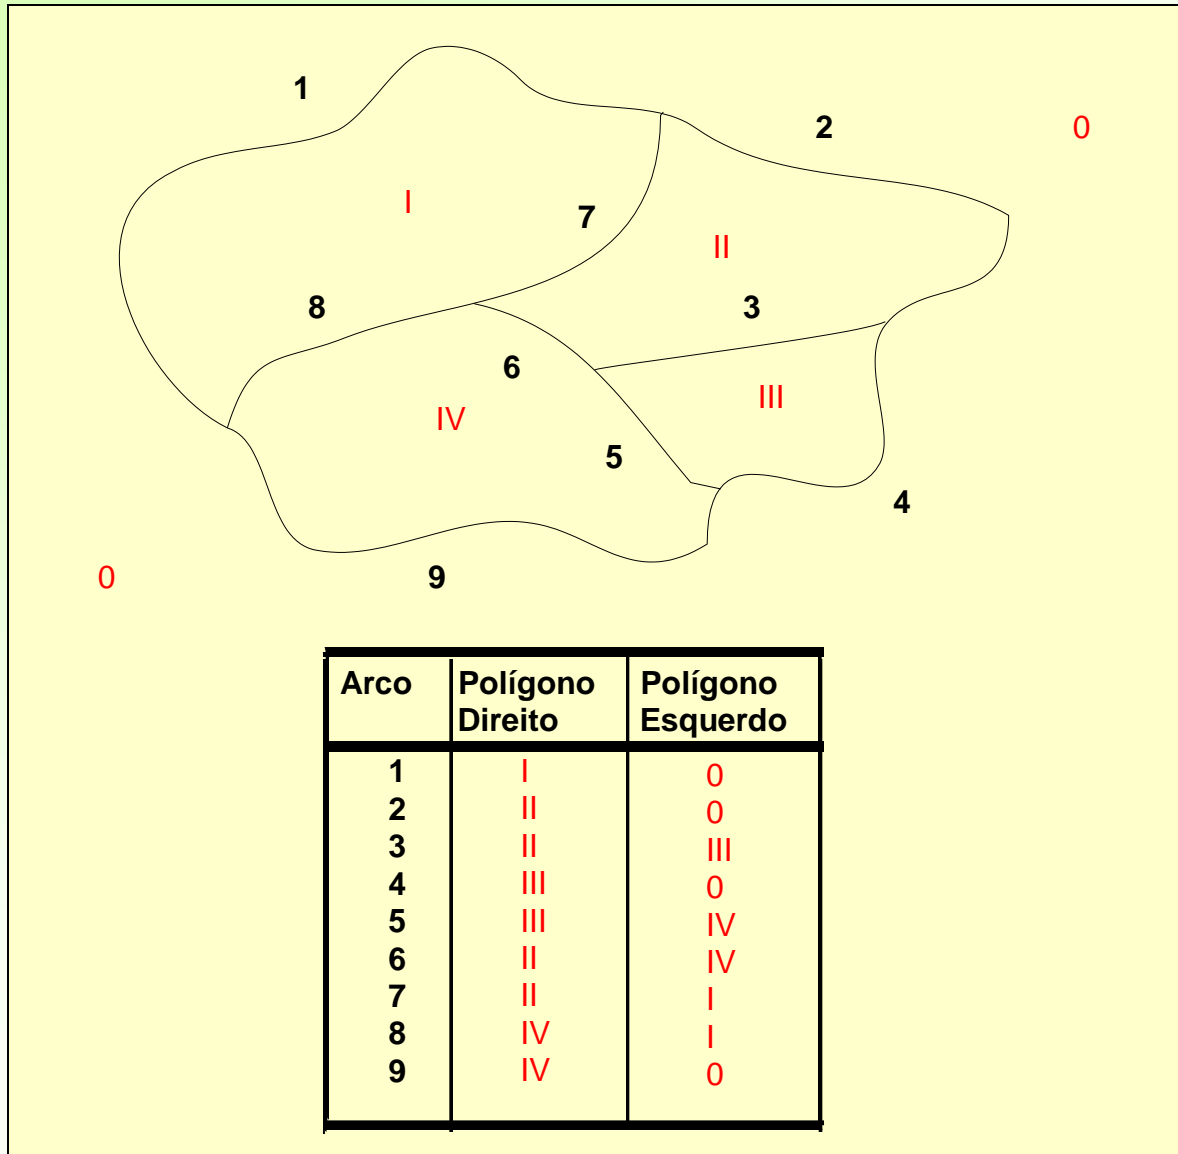 1
2
0
I
7
II
8
3
6
III
IV
5
4
0
9
Arco Polígono Direito Polígono Esquerdo
1 I 0
2 II 0
3 II III
4 III 0
5 III IV
6 II IV
7 II I
8 IV I
9 IV 0